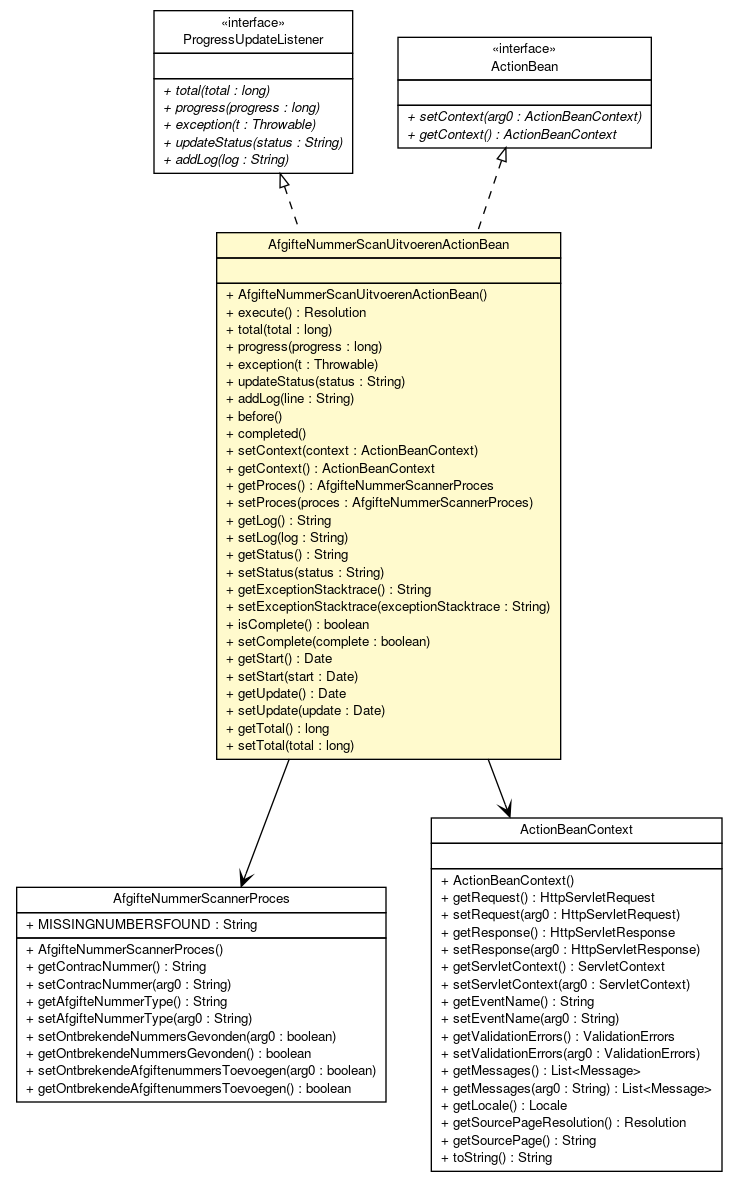 «interface»
ProgressUpdateListener
+ total(total : long)
+ progress(progress : long)
+ exception(t : Throwable)
+ updateStatus(status : String)
+ addLog(log : String)
«interface»
ActionBean
+ setContext(arg0 : ActionBeanContext)
+ getContext() : ActionBeanContext
AfgifteNummerScanUitvoerenActionBean
+ AfgifteNummerScanUitvoerenActionBean()
+ execute() : Resolution
+ total(total : long)
+ progress(progress : long)
+ exception(t : Throwable)
+ updateStatus(status : String)
+ addLog(line : String)
+ before()
+ completed()
+ setContext(context : ActionBeanContext)
+ getContext() : ActionBeanContext
+ getProces() : AfgifteNummerScannerProces
+ setProces(proces : AfgifteNummerScannerProces)
+ getLog() : String
+ setLog(log : String)
+ getStatus() : String
+ setStatus(status : String)
+ getExceptionStacktrace() : String
+ setExceptionStacktrace(exceptionStacktrace : String)
+ isComplete() : boolean
+ setComplete(complete : boolean)
+ getStart() : Date
+ setStart(start : Date)
+ getUpdate() : Date
+ setUpdate(update : Date)
+ getTotal() : long
+ setTotal(total : long)
AfgifteNummerScannerProces
+ MISSINGNUMBERSFOUND : String
+ AfgifteNummerScannerProces()
+ getContracNummer() : String
+ setContracNummer(arg0 : String)
+ getAfgifteNummerType() : String
+ setAfgifteNummerType(arg0 : String)
+ setOntbrekendeNummersGevonden(arg0 : boolean)
+ getOntbrekendeNummersGevonden() : boolean
+ setOntbrekendeAfgiftenummersToevoegen(arg0 : boolean)
+ getOntbrekendeAfgiftenummersToevoegen() : boolean
ActionBeanContext
+ ActionBeanContext()
+ getRequest() : HttpServletRequest
+ setRequest(arg0 : HttpServletRequest)
+ getResponse() : HttpServletResponse
+ setResponse(arg0 : HttpServletResponse)
+ getServletContext() : ServletContext
+ setServletContext(arg0 : ServletContext)
+ getEventName() : String
+ setEventName(arg0 : String)
+ getValidationErrors() : ValidationErrors
+ setValidationErrors(arg0 : ValidationErrors)
+ getMessages() : List<Message>
+ getMessages(arg0 : String) : List<Message>
+ getLocale() : Locale
+ getSourcePageResolution() : Resolution
+ getSourcePage() : String
+ toString() : String